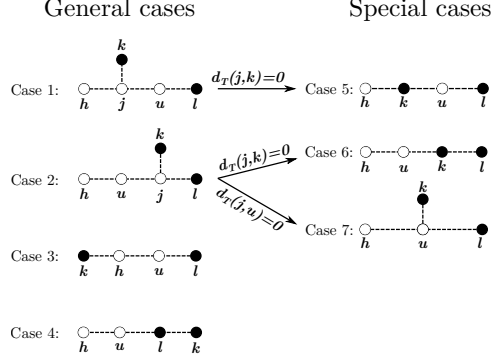 General cases
Special cases
k
Case 1:
h j u l
d_T(j,k)=0
Case 5:
h k u l
k
Case 2:
h u j l
d_T(j,k)=0
d_T(j,u)=0
Case 6:
h u k l
k
Case 7:
h u l
Case 3:
k h u l
Case 4:
h u l k